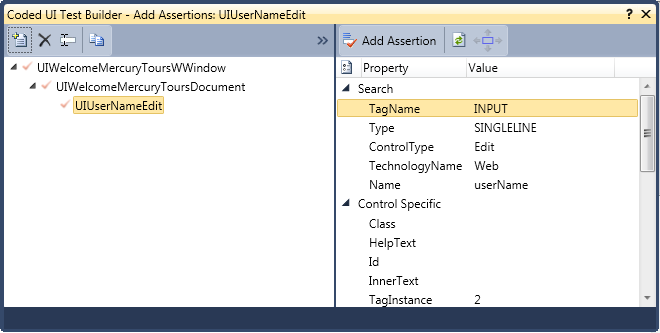 Coded UI Test Builder - Add Assertions: UIUserNameEdit ? X
» Add Assertion
UIWelcomeMercuryToursWWindow
UIWelcomeMercuryToursDocument
UIUserNameEdit
Property Value
Search
TagName INPUT
Type SINGLELINE
ControlType Edit
TechnologyName Web
Name userName
Control Specific
Class
HelpText
Id
InnerText
TagInstance 2